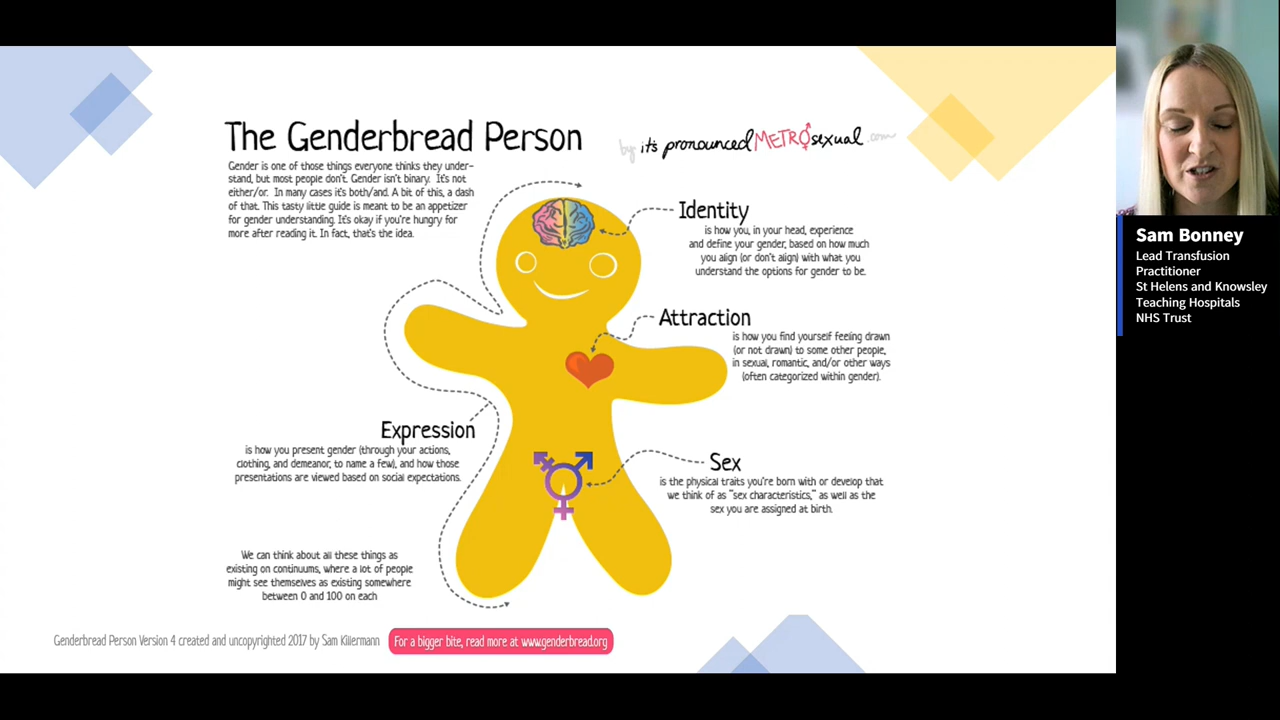 The Genderbread Person
by it's pronounced METROsexual .com
Gender is one of those things everyone thinks they under-
stand, but most people don't. Gender isn't binary. It's not
either/or. In many cases it's both/and. A bit of this, a dash
of that. This tasty little guide is meant to be an appetizer
for gender understanding. It's okay if you're hungry for
more after reading it. In fact, that's the idea.
Identity
is how you, in your head, experience
and define your gender, based on how much
you align (or don't align) with what you
understand the options for gender to be.
Attraction
is how you find yourself feeling drawn
(or not drawn) to some other people,
in sexual, romantic, and/or other ways
(often categorized within gender).
Expression
is how you present gender (through your actions,
clothing, and demeanor, to name a few), and how those
presentations are viewed based on social expectations.
Sex
is the physical traits you're born with or develop that
we think of as "sex characteristics," as well as the
sex you are assigned at birth.
We can think about all these things as
existing on continuums, where a lot of people
might see themselves as existing somewhere
between 0 and 100 on each
Genderbread Person Version 4 created and uncopyrighted 2017 by Sam Killermann
For a bigger bite, read more at www.genderbread.org
Sam Bonney
Lead Transfusion
Practitioner
St Helens and Knowsley
Teaching Hospitals
NHS Trust